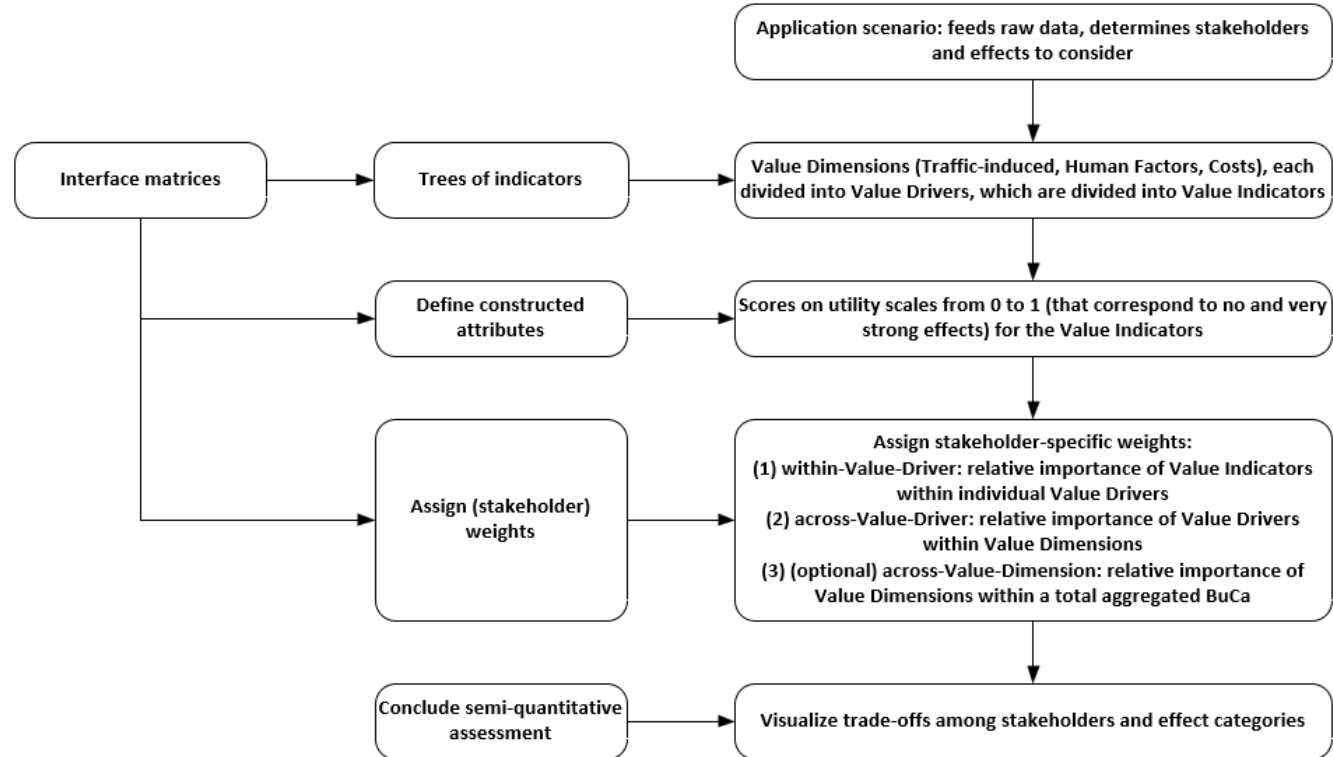 Application scenario: feeds raw data, determines stakeholders
and effects to consider
Interface matrices
Trees of indicators
Value Dimensions (Traffic-induced, Human Factors, Costs), each
divided into Value Drivers, which are divided into Value Indicators
Define constructed
attributes
Scores on utility scales from 0 to 1 (that correspond to no and very
strong effects) for the Value Indicators
Assign (stakeholder)
weights
Assign stakeholder-specific weights:
(1) within-Value-Driver: relative importance of Value Indicators
within individual Value Drivers
(2) across-Value-Driver: relative importance of Value Drivers
within Value Dimensions
(3) (optional) across-Value-Dimension: relative importance of
Value Dimensions within a total aggregated BuCa
Conclude semi-quantitative
assessment
Visualize trade-offs among stakeholders and effect categories